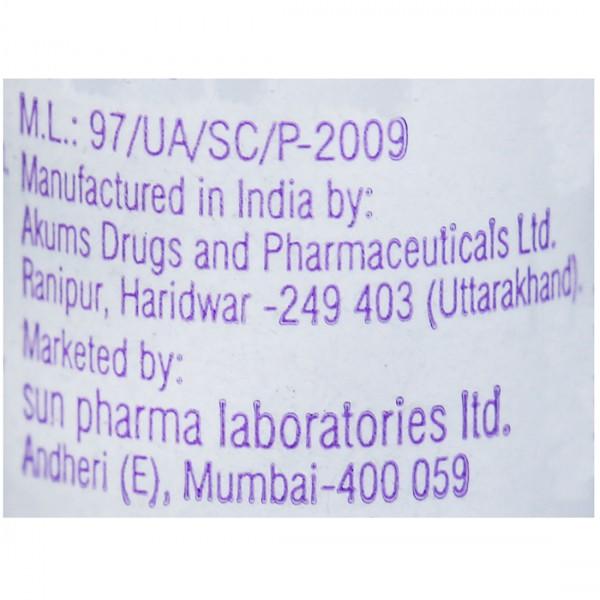 M.L.: 97/UA/SC/P-2009
Manufactured in India by:
Akums Drugs and Pharmaceuticals Ltd.
Ranipur, Haridwar -249 403 (Uttarakhand).
Marketed by:
sun pharma laboratories ltd.
Andheri (E), Mumbai-400 059